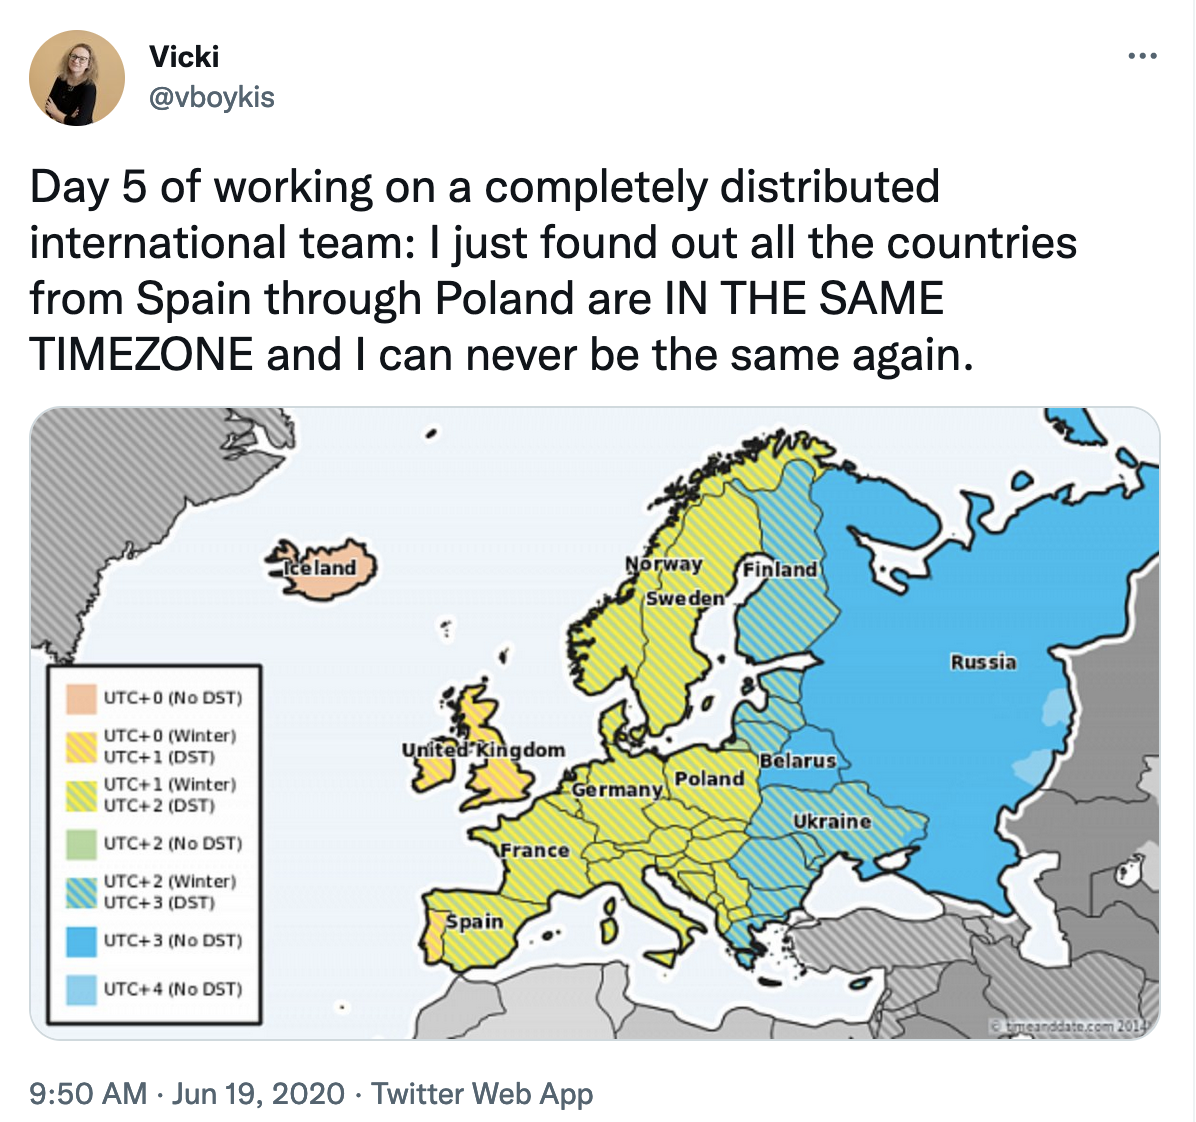 Vicki
@vboykis
Day 5 of working on a completely distributed
international team: I just found out all the countries
from Spain through Poland are IN THE SAME
TIMEZONE and I can never be the same again.
Iceland
Norway
Finland
Sweden
Russia
United Kingdom
Belarus
Germany
Poland
Ukraine
France
Spain
UTC+0 (No DST)
UTC+0 (Winter)
UTC+1 (DST)
UTC+1 (Winter)
UTC+2 (DST)
UTC+2 (No DST)
UTC+2 (Winter)
UTC+3 (DST)
UTC+3 (No DST)
UTC+4 (No DST)
© timeanddate.com 2014
9:50 AM · Jun 19, 2020 · Twitter Web App